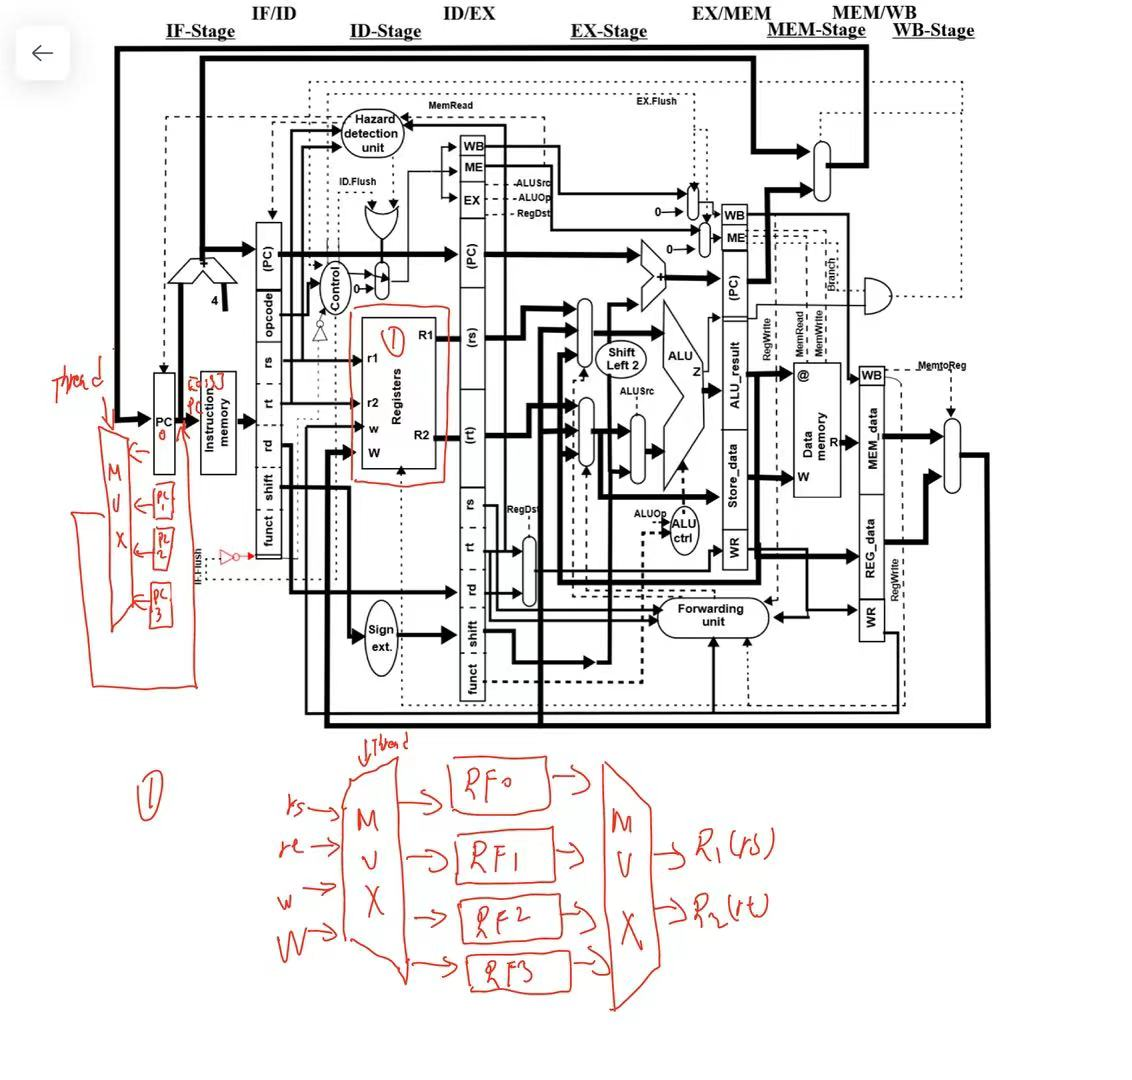 IF/ID ID/EX EX/MEM MEM/WB
IF-Stage ID-Stage EX-Stage MEM-Stage WB-Stage
MemRead
EX.Flush
Hazard
detection
unit
ID.Flush
WB
ME
EX
ALUSrc
ALUOp
RegDst
0
0
WB
ME
(PC)
(PC)
(PC)
+
+
4
Control
0
Branch
opcode
rs
rt
rd
shift
funct
r1
r2
w
W
Registers
R1
R2
1
(rs)
(rt)
rs
rt
rd
shift
funct
Shift
Left 2
ALU
Z
ALUSrc
ALUOp
ALU
ctrl
RegDst
ALU_result
Store_data
WR
RegWrite
MemRead
MemWrite
@
Data
memory
R
W
WB
MemtoReg
MEM_data
REG_data
WR
RegWrite
Forwarding
unit
Sign
ext.
IF.Flush
PC
0
Instruction
memory
Thread
M
U
X
PC
1
PC
2
PC
3
1
Thread
rs
w
W
M
U
X
RF0
RF1
RF2
RF3
M
U
X
R1(rs)
R2(rt)